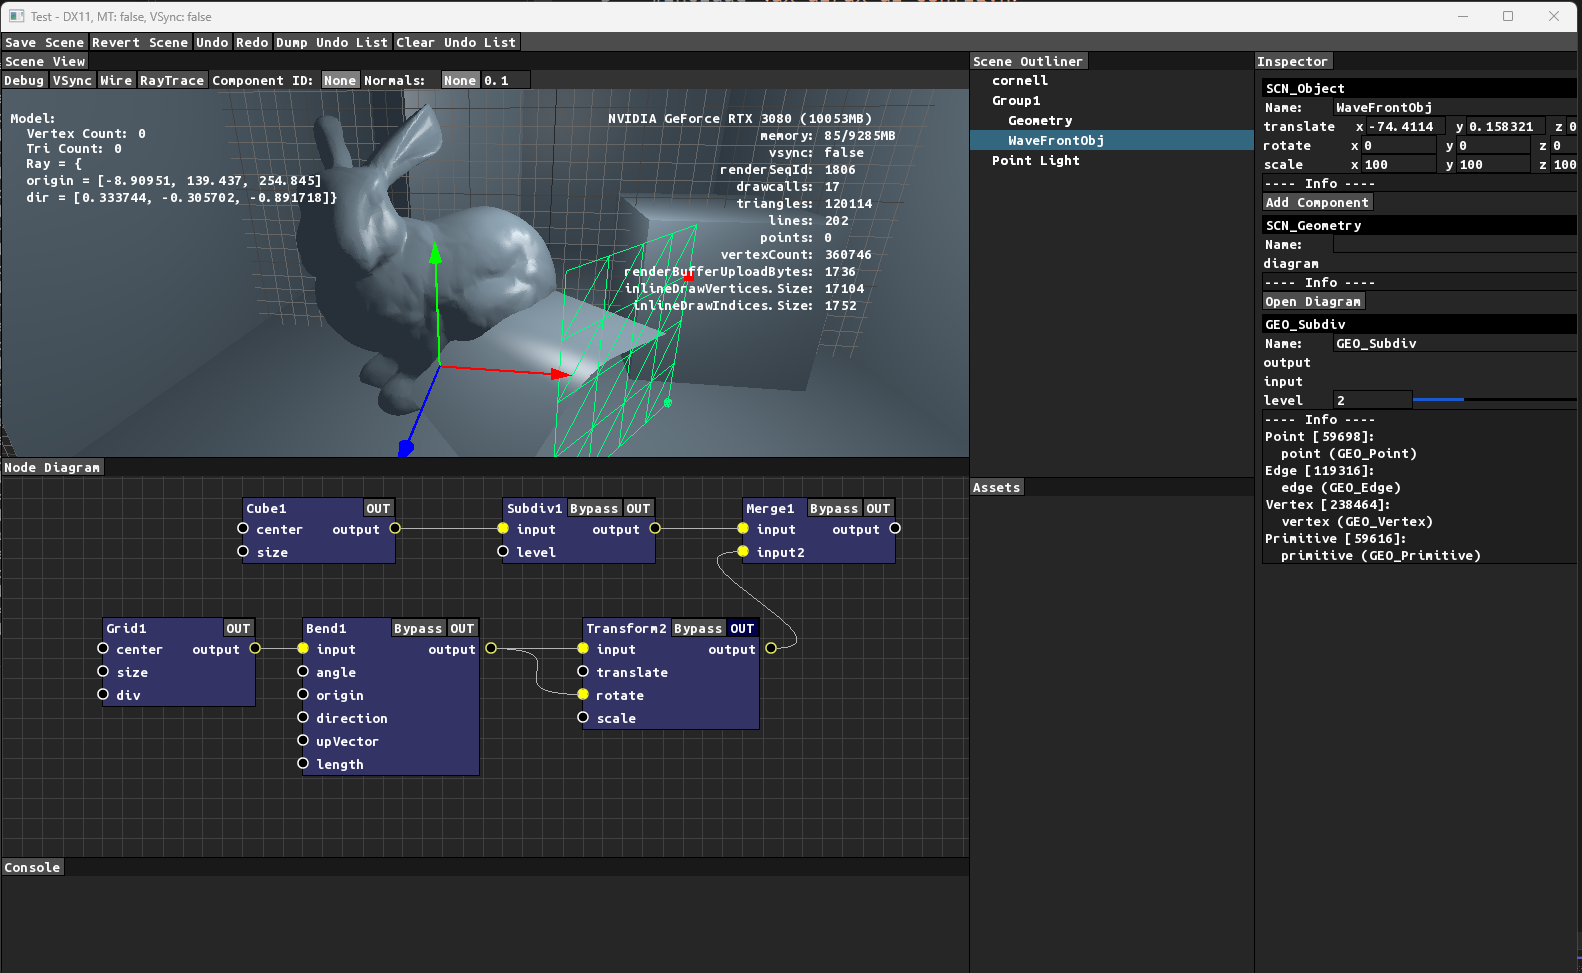 Test - DX11, MT: false, VSync: false
Save Scene Revert Scene Undo Redo Dump Undo List Clear Undo List
Scene View
Debug VSync Wire RayTrace Component ID: None Normals: None 0.1
Model:
Vertex Count: 0
Tri Count: 0
Ray = {
origin = [-8.90951, 139.437, 254.845]
dir = [0.333744, -0.305702, -0.891718]}
NVIDIA GeForce RTX 3080 (10053MB)
memory: 85/9285MB
vsync: false
renderSeqId: 1806
drawcalls: 17
triangles: 120114
lines: 202
points: 0
vertexCount: 360746
renderBufferUploadBytes: 1736
inlineDrawVertices.Size: 17104
inlineDrawIndices.Size: 1752
Node Diagram
Cube1 OUT
center output
size
Subdiv1 Bypass OUT
input output
level
Merge1 Bypass OUT
input output
input2
Grid1 OUT
center output
size
div
Bend1 Bypass OUT
input output
angle
origin
direction
upVector
length
Transform2 Bypass OUT
input output
translate
rotate
scale
Console
Scene Outliner
cornell
Group1
Geometry
WaveFrontObj
Point Light
Assets
Inspector
SCN_Object
Name: WaveFrontObj
translate x -74.4114 y 0.158321 z 0
rotate x 0 y 0 z 0
scale x 100 y 100 z 100
---- Info ----
Add Component
SCN_Geometry
Name:
diagram
---- Info ----
Open Diagram
GEO_Subdiv
Name: GEO_Subdiv
output
input
level 2
---- Info ----
Point [59698]:
point (GEO_Point)
Edge [119316]:
edge (GEO_Edge)
Vertex [238464]:
vertex (GEO_Vertex)
Primitive [59616]:
primitive (GEO_Primitive)